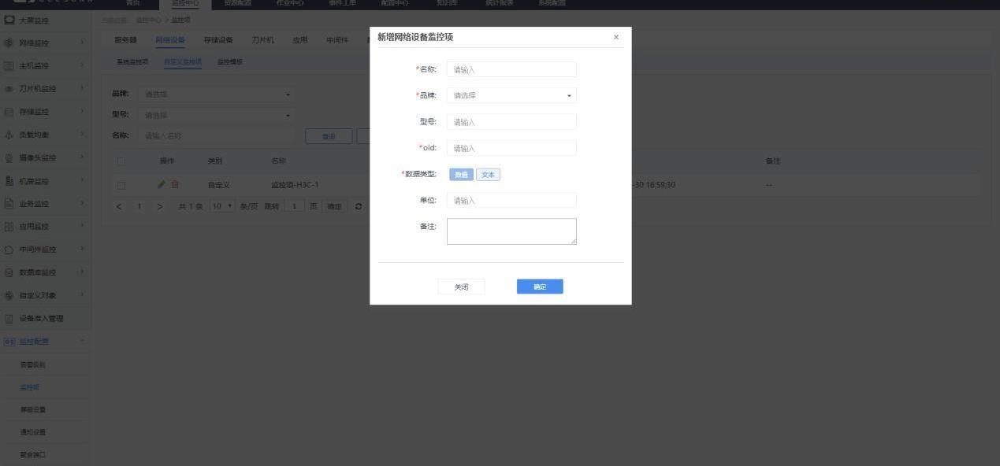 首页 监控中心 资源配置 作业中心 事件工单 配置中心 知识库 统计报表 系统配置
大屏监控
网络监控
主机监控
刀片机监控
存储监控
负载均衡
摄像头监控
机房监控
业务监控
应用监控
中间件监控
数据库监控
自定义对象
设备准入管理
监控配置
告警级别
监控项
屏蔽设置
通知设置
聚合端口
当前位置: 监控中心 > 监控项
服务器 网络设备 存储设备 刀片机 应用 中间件
系统监控项 自定义监控项 监控模板
品牌: 请选择
型号: 请选择
名称: 请输入名称 查询
操作 类别 名称 备注
自定义 监控项-H3C-1 -30 16:59:30 --
< 1 > 共 1 条 10 条/页 跳转 1 页 确定
新增网络设备监控项 ×
*名称: 请输入
*品牌: 请选择
型号: 请输入
*oid: 请输入
*数据类型: 数值 文本
单位: 请输入
备注:
关闭 确定